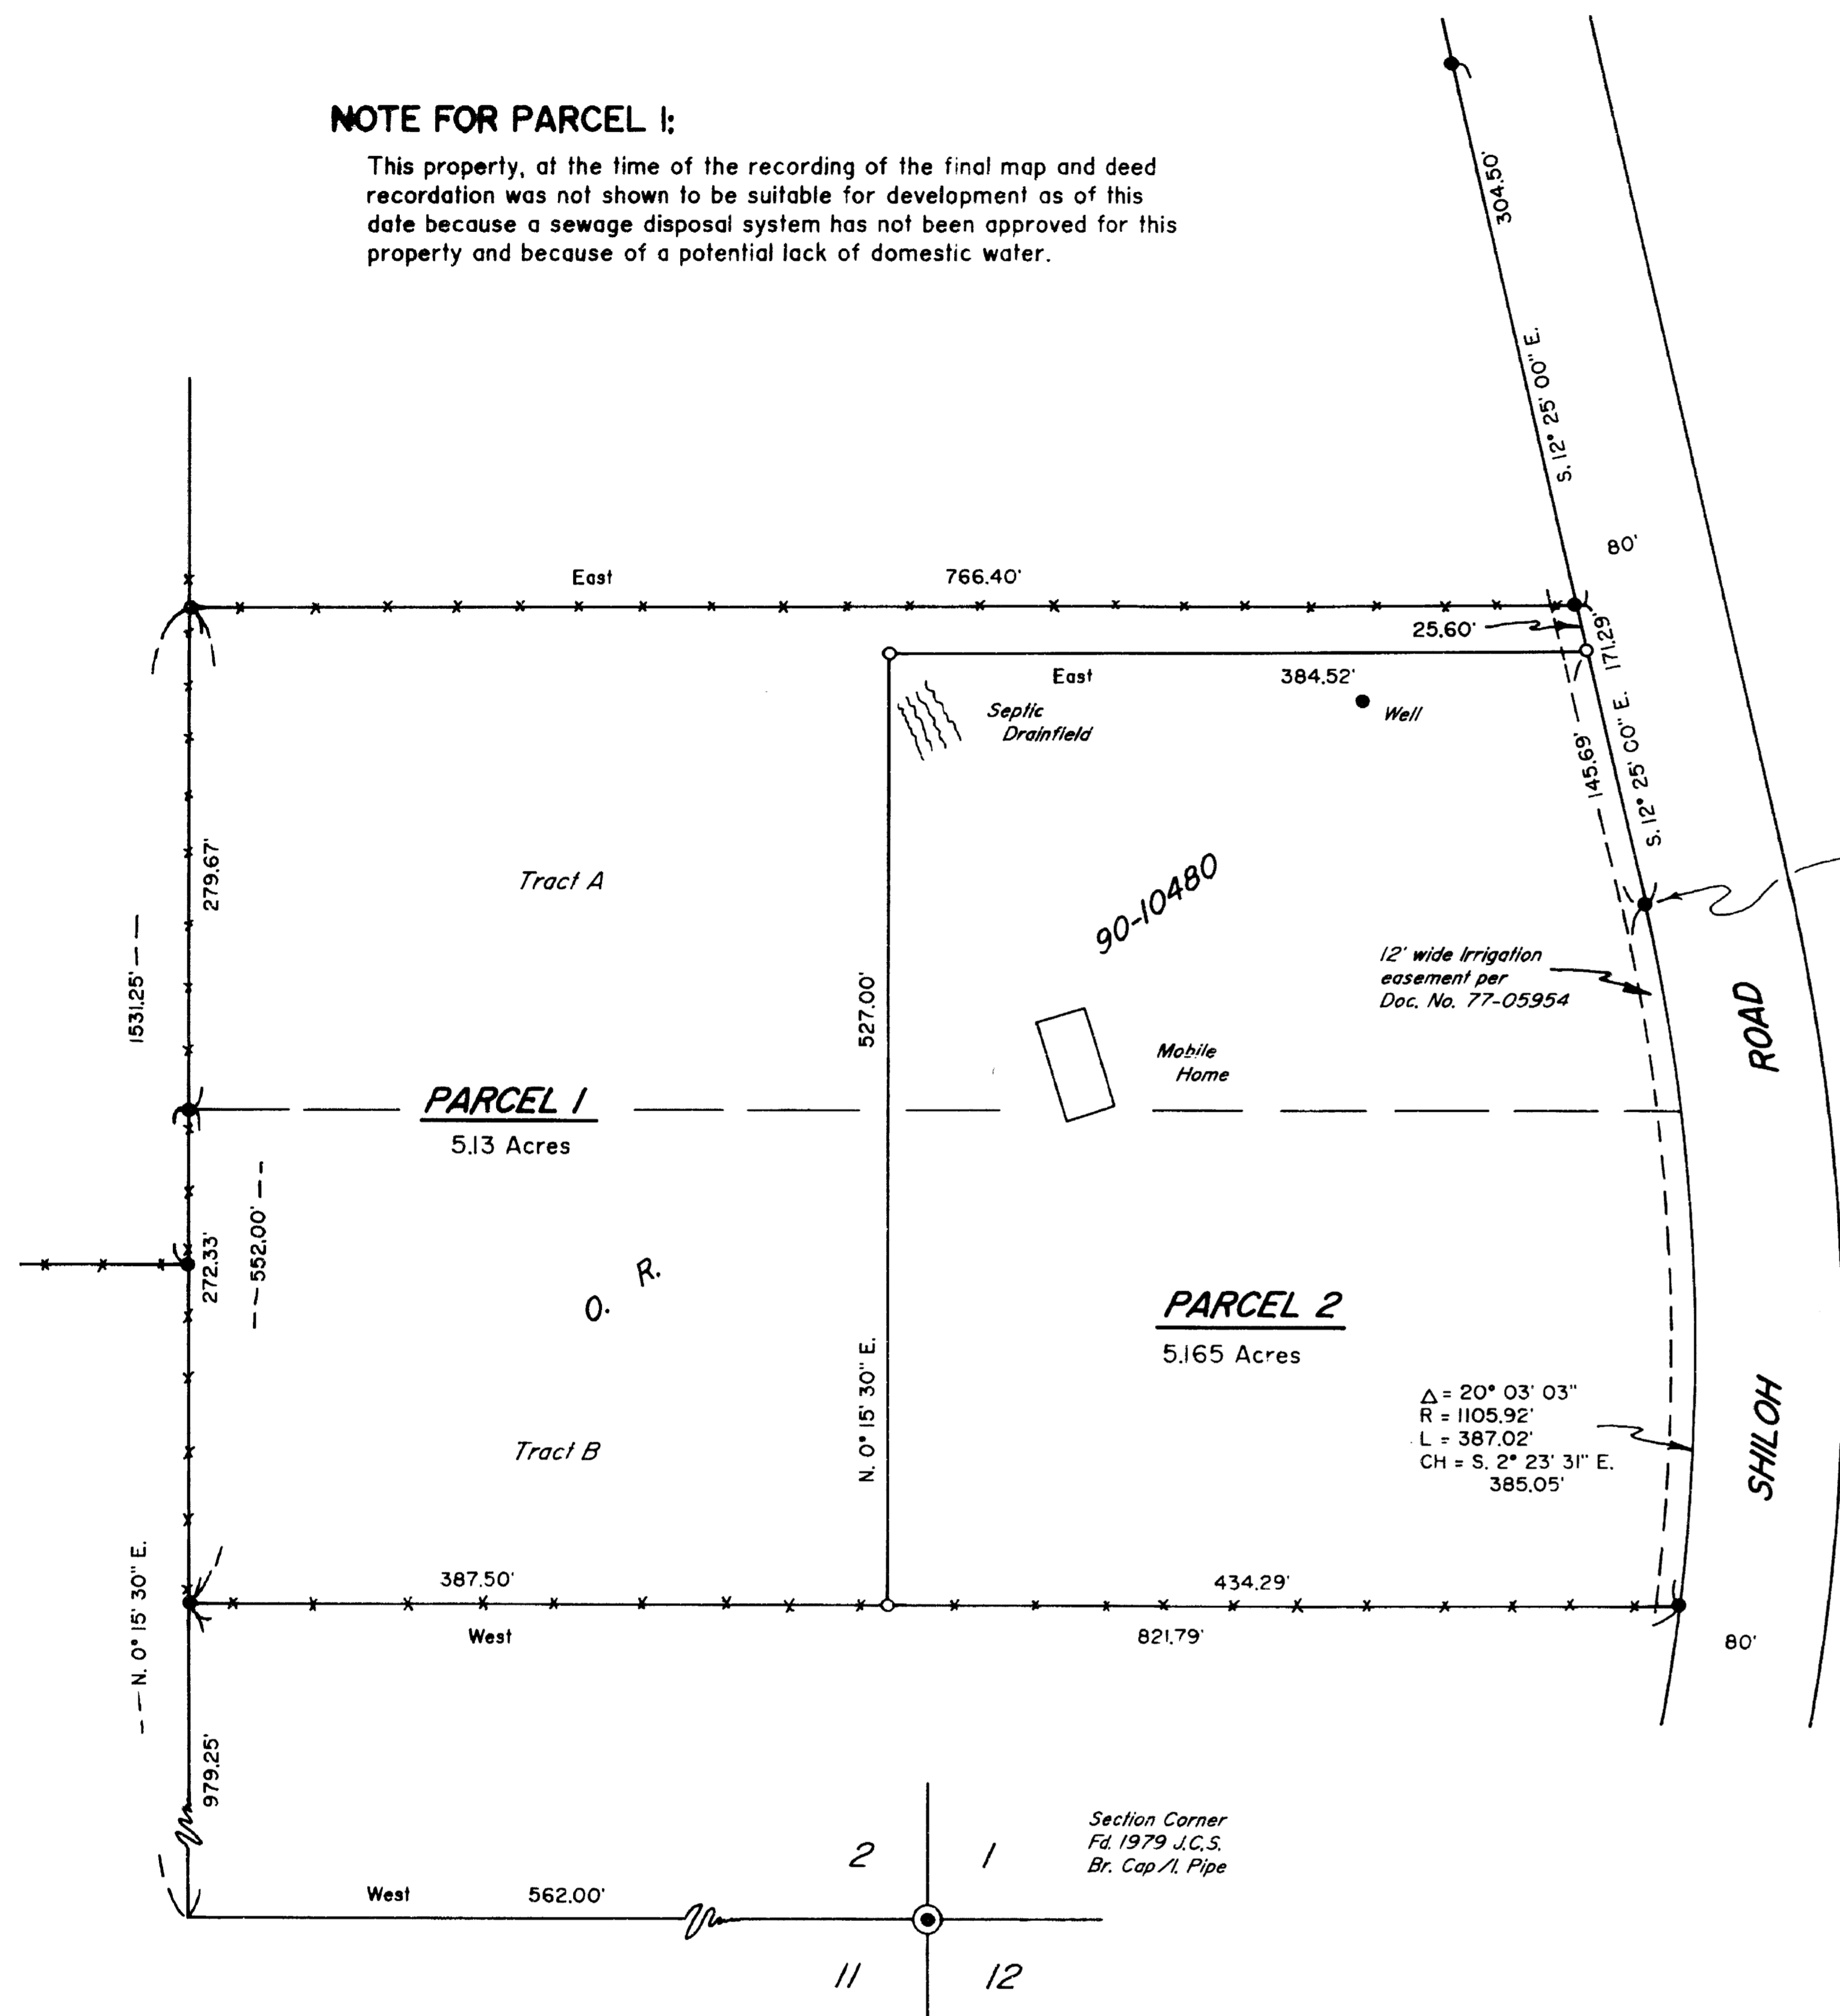 NOTE FOR PARCEL 1:
This property, at the time of the recording of the final map and deed
recordation was not shown to be suitable for development as of this
date because a sewage disposal system has not been approved for this
property and because of a potential lack of domestic water.
304.50'
S. 12° 25' 00" E.
80'
East
766.40'
25.60'
171.29'
S. 12° 25' 00" E.
145.69'
East
384.52'
Septic
Drainfield
Well
279.67'
Tract A
90-10480
1531.25'
527.00'
12' wide Irrigation
easement per
Doc. No. 77-05954
ROAD
Mobile
Home
PARCEL 1
5.13 Acres
552.00'
272.33'
O. R.
PARCEL 2
5.165 Acres
N. 0° 15' 30" E.
Δ = 20° 03' 03"
R = 1105.92'
L = 387.02'
CH = S. 2° 23' 31" E.
385.05'
SHILOH
Tract B
N. 0° 15' 30" E.
387.50'
434.29'
West
821.79'
80'
979.25'
Section Corner
Fd. 1979 J.C.S.
Br. Cap /I. Pipe
2
1
West
562.00'
11
12